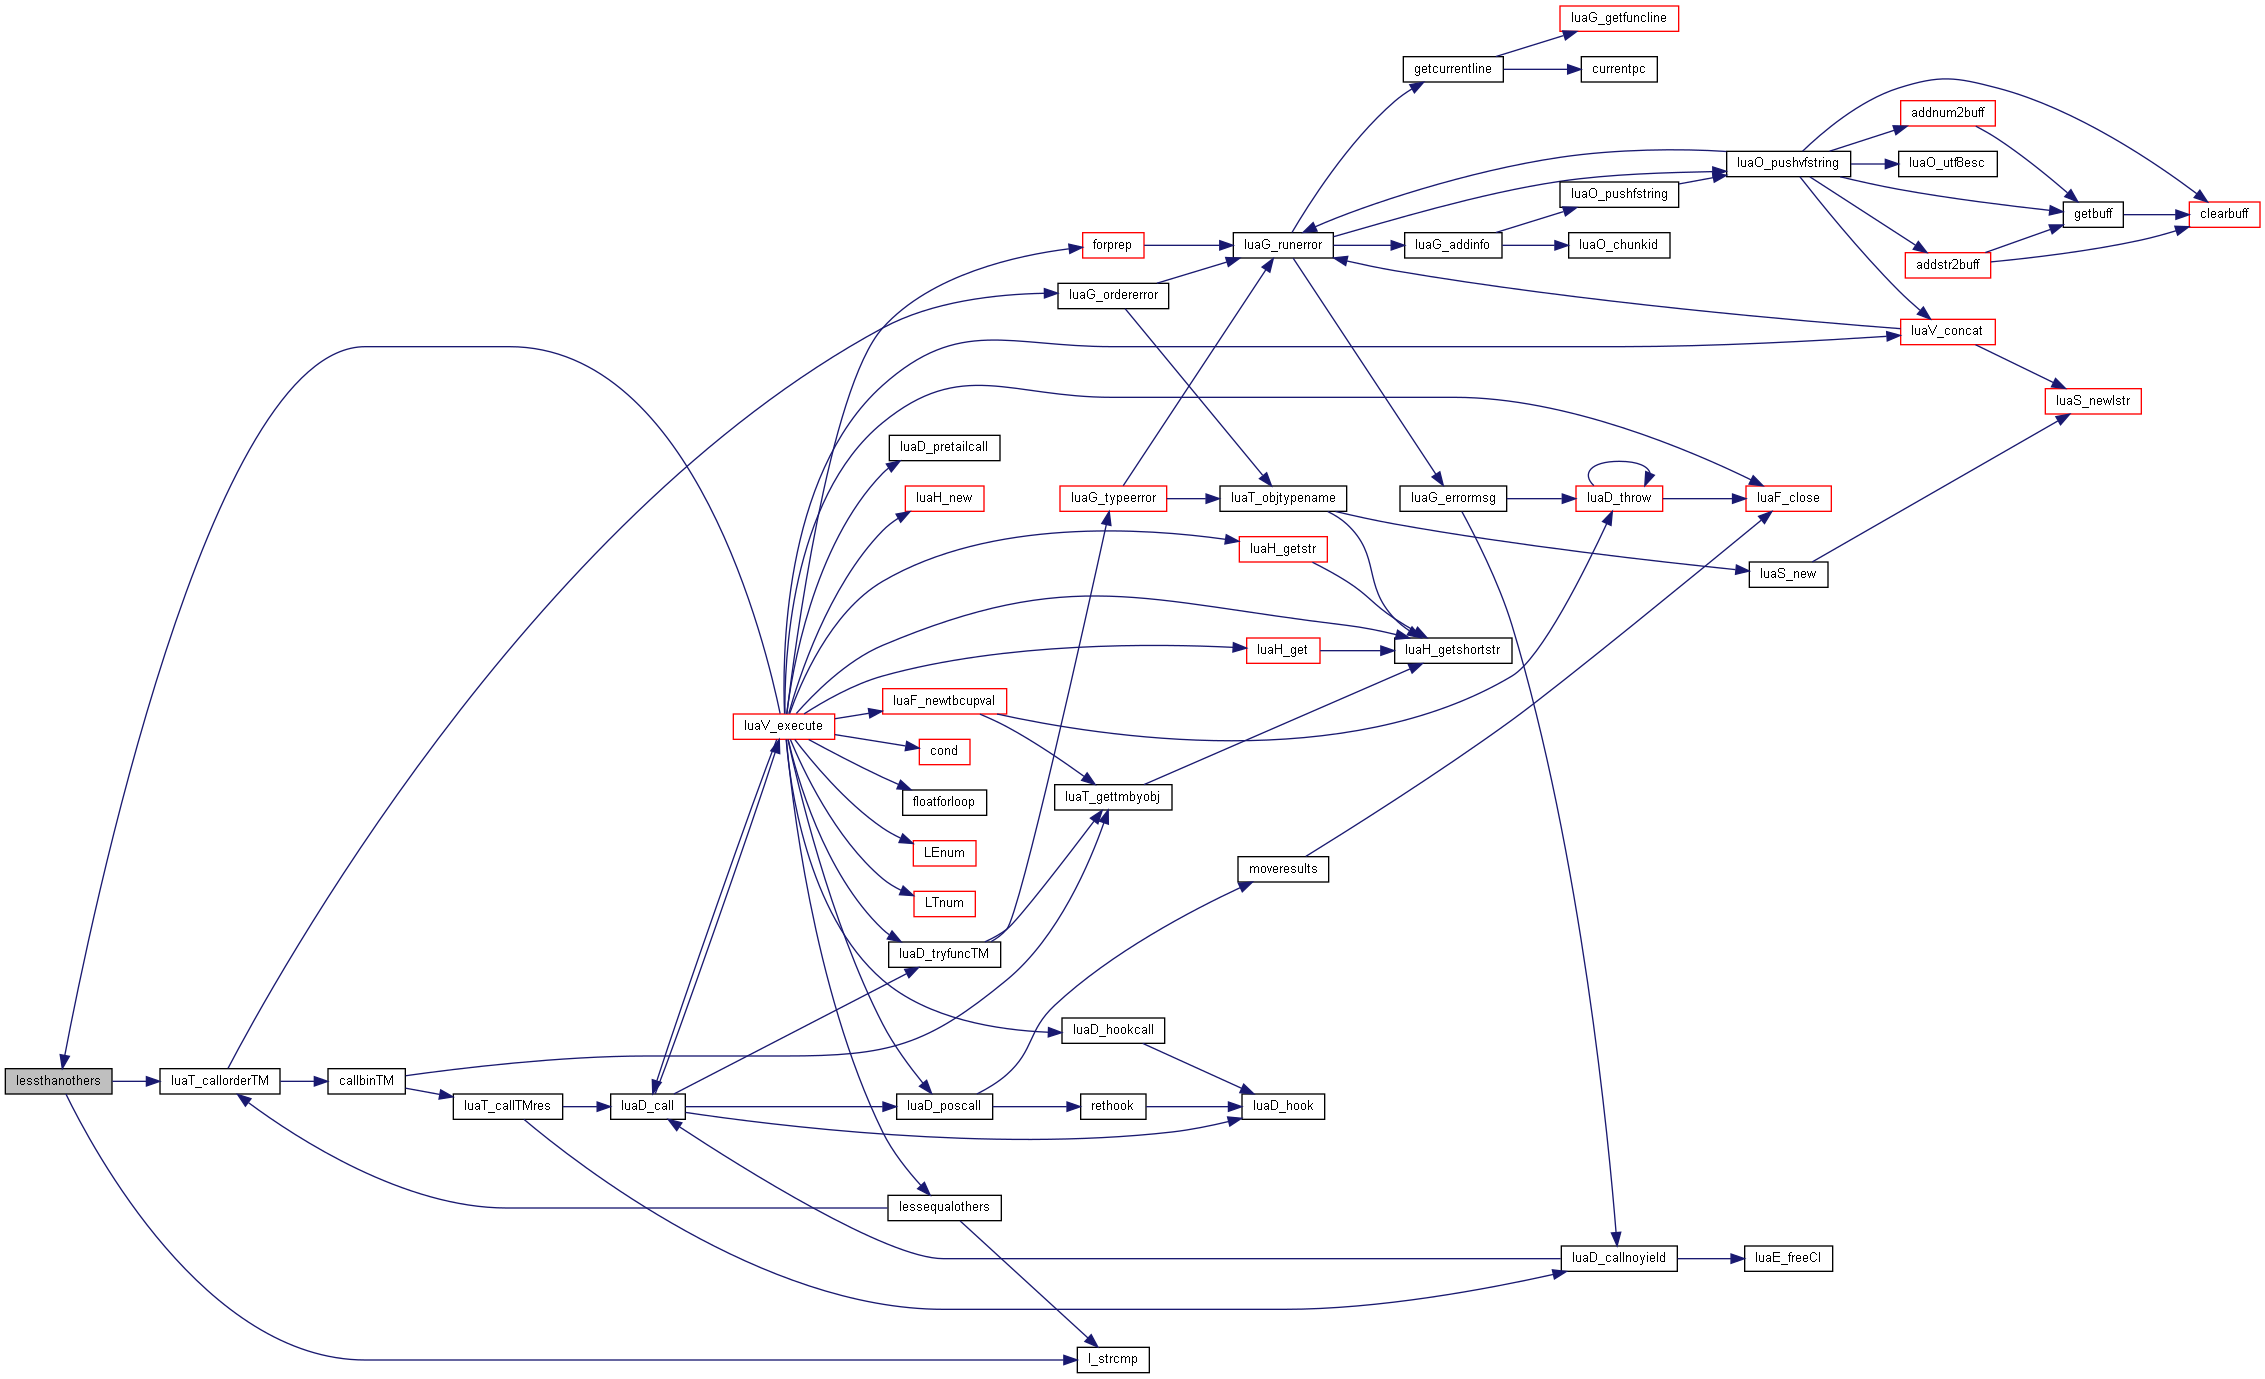 luaG_getfuncline
getcurrentline
currentpc
addnum2buff
luaO_pushvfstring
luaO_utf8esc
luaO_pushfstring
getbuff
clearbuff
forprep
luaG_runerror
luaG_addinfo
luaO_chunkid
addstr2buff
luaG_ordererror
luaV_concat
luaS_newlstr
luaD_pretailcall
luaH_new
luaG_typeerror
luaT_objtypename
luaG_errormsg
luaD_throw
luaF_close
luaH_getstr
luaS_new
luaH_get
luaH_getshortstr
luaF_newtbcupval
luaV_execute
cond
luaT_gettmbyobj
floatforloop
LEnum
moveresults
LTnum
luaD_tryfuncTM
luaD_hookcall
lessthanothers
luaT_callorderTM
callbinTM
luaT_callTMres
luaD_call
luaD_poscall
rethook
luaD_hook
lessequalothers
luaD_callnoyield
luaE_freeCI
l_strcmp